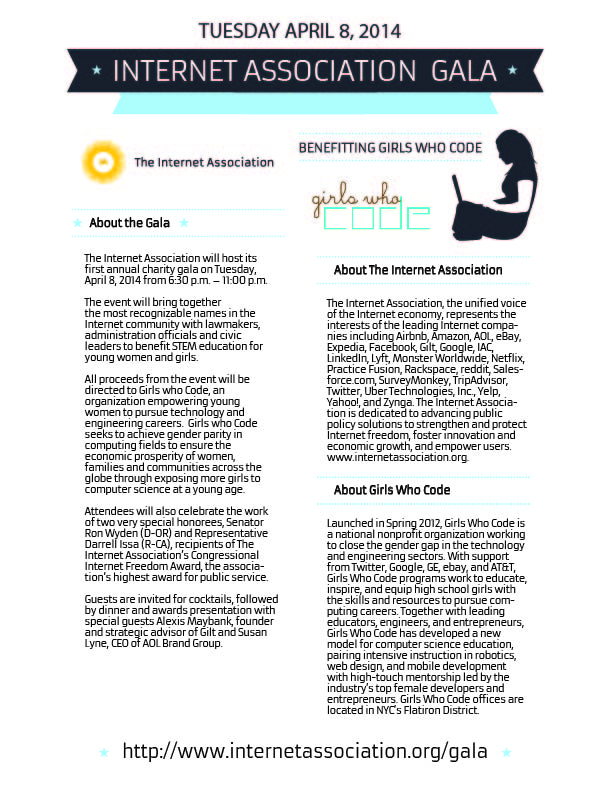 TUESDAY APRIL 8, 2014
INTERNET ASSOCIATION GALA
The Internet Association
About the Gala
The Internet Association will host its
first annual charity gala on Tuesday,
April 8, 2014 from 6:30 p.m. – 11:00 p.m.
The event will bring together
the most recognizable names in the
Internet community with lawmakers,
administration officials and civic
leaders to benefit STEM education for
young women and girls.
All proceeds from the event will be
directed to Girls who Code, an
organization empowering young
women to pursue technology and
engineering careers. Girls who Code
seeks to achieve gender parity in
computing fields to ensure the
economic prosperity of women,
families and communities across the
globe through exposing more girls to
computer science at a young age.
Attendees will also celebrate the work
of two very special honorees, Senator
Ron Wyden (D-OR) and Representative
Darrell Issa (R-CA), recipients of The
Internet Association's Congressional
Internet Freedom Award, the associa-
tion's highest award for public service.
Guests are invited for cocktails, followed
by dinner and awards presentation with
special guests Alexis Maybank, founder
and strategic advisor of Gilt and Susan
Lyne, CEO of AOL Brand Group.
BENEFITTING GIRLS WHO CODE
girls who
code
About The Internet Association
The Internet Association, the unified voice
of the Internet economy, represents the
interests of the leading Internet compa-
nies including Airbnb, Amazon, AOL, eBay,
Expedia, Facebook, Gilt, Google, IAC,
LinkedIn, Lyft, Monster Worldwide, Netflix,
Practice Fusion, Rackspace, reddit, Sales-
force.com, SurveyMonkey, TripAdvisor,
Twitter, Uber Technologies, Inc., Yelp,
Yahoo!, and Zynga. The Internet Associa-
tion is dedicated to advancing public
policy solutions to strengthen and protect
Internet freedom, foster innovation and
economic growth, and empower users.
www.internetassociation.org.
About Girls Who Code
Launched in Spring 2012, Girls Who Code is
a national nonprofit organization working
to close the gender gap in the technology
and engineering sectors. With support
from Twitter, Google, GE, ebay, and AT&T,
Girls Who Code programs work to educate,
inspire, and equip high school girls with
the skills and resources to pursue com-
puting careers. Together with leading
educators, engineers, and entrepreneurs,
Girls Who Code has developed a new
model for computer science education,
pairing intensive instruction in robotics,
web design, and mobile development
with high-touch mentorship led by the
industry's top female developers and
entrepreneurs. Girls Who Code offices are
located in NYC's Flatiron District.
http://www.internetassociation.org/gala